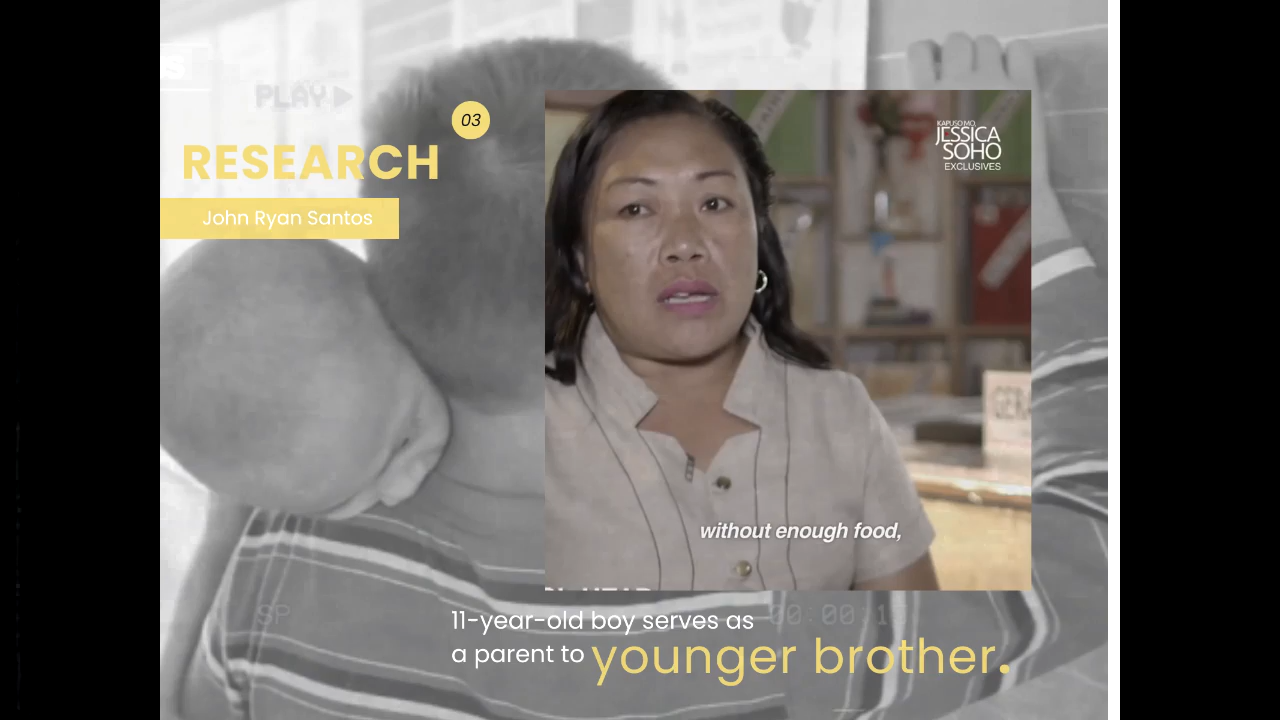 S
PLAY
03
RESEARCH
John Ryan Santos
KAPUSO MO,
JESSICA
SOHO
EXCLUSIVES
without enough food,
SP
11-year-old boy serves as
a parent to younger brother.